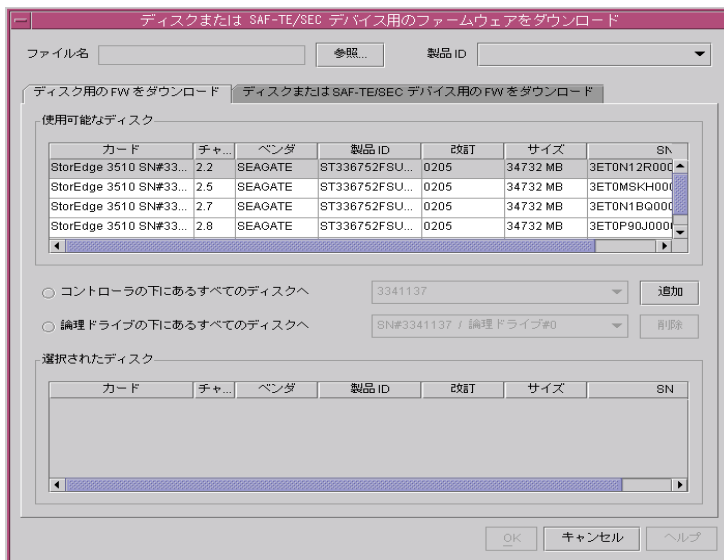 ディスクまたは SAF-TE/SEC デバイス用のファームウェアをダウンロード
ファイル名 参照... 製品 ID
ディスク用の FW をダウンロード ディスクまたは SAF-TE/SEC デバイス用の FW をダウンロード
使用可能なディスク
カード チャ... ベンダ 製品 ID 改訂 サイズ SN
StorEdge 3510 SN#33... 2.2 SEAGATE ST336752FSU... 0205 34732 MB 3ET0N12R000
StorEdge 3510 SN#33... 2.5 SEAGATE ST336752FSU... 0205 34732 MB 3ET0MSKH000
StorEdge 3510 SN#33... 2.7 SEAGATE ST336752FSU... 0205 34732 MB 3ET0N1BQ000
StorEdge 3510 SN#33... 2.8 SEAGATE ST336752FSU... 0205 34732 MB 3ET0P90J000
コントローラの下にあるすべてのディスクへ 3341137 追加
論理ドライブの下にあるすべてのディスクへ SN#3341137 / 論理ドライブ#0 削除
選択されたディスク
カード チャ... ベンダ 製品 ID 改訂 サイズ SN
OK キャンセル ヘルプ